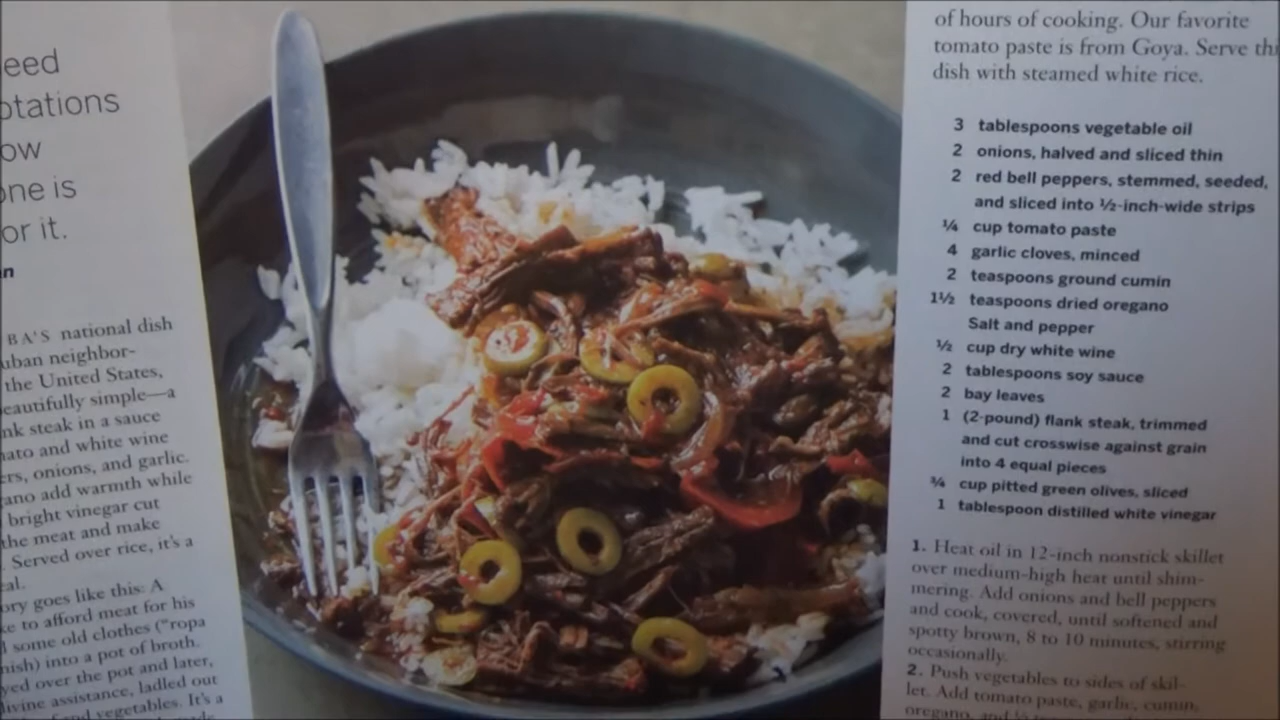 eed
otations
ow
one is
or it.
an
BA'S national dish
uban neighbor-
the United States,
eautifully simple—a
nk steak in a sauce
nato and white wine
ers, onions, and garlic.
gano add warmth while
bright vinegar cut
the meat and make
. Served over rice, it's a
eal.
ory goes like this: A
ke to afford meat for his
d some old clothes ("ropa
nish) into a pot of broth.
yed over the pot and later,
divine assistance, ladled out
and vegetables. It's a
of hours of cooking. Our favorite
tomato paste is from Goya. Serve thi
dish with steamed white rice.
3 tablespoons vegetable oil
2 onions, halved and sliced thin
2 red bell peppers, stemmed, seeded,
and sliced into ½-inch-wide strips
¼ cup tomato paste
4 garlic cloves, minced
2 teaspoons ground cumin
1½ teaspoons dried oregano
Salt and pepper
½ cup dry white wine
2 tablespoons soy sauce
2 bay leaves
1 (2-pound) flank steak, trimmed
and cut crosswise against grain
into 4 equal pieces
¾ cup pitted green olives, sliced
1 tablespoon distilled white vinegar
1. Heat oil in 12-inch nonstick skillet
over medium-high heat until shim-
mering. Add onions and bell peppers
and cook, covered, until softened and
spotty brown, 8 to 10 minutes, stirring
occasionally.
2. Push vegetables to sides of skil-
let. Add tomato paste, garlic, cumin,
oregano, and ½